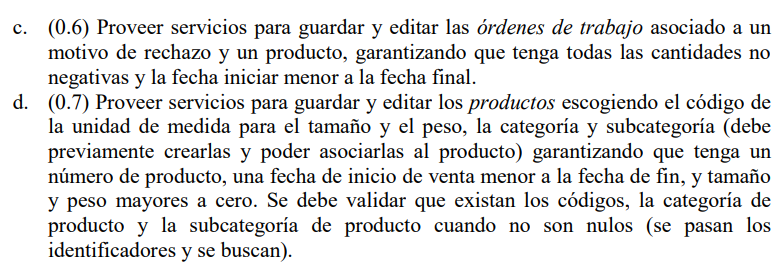 c. (0.6) Proveer servicios para guardar y editar las órdenes de trabajo asociado a un
motivo de rechazo y un producto, garantizando que tenga todas las cantidades no
negativas y la fecha iniciar menor a la fecha final.
d. (0.7) Proveer servicios para guardar y editar los productos escogiendo el código de
la unidad de medida para el tamaño y el peso, la categoría y subcategoría (debe
previamente crearlas y poder asociarlas al producto) garantizando que tenga un
número de producto, una fecha de inicio de venta menor a la fecha de fin, y tamaño
y peso mayores a cero. Se debe validar que existan los códigos, la categoría de
producto y la subcategoría de producto cuando no son nulos (se pasan los
identificadores y se buscan).